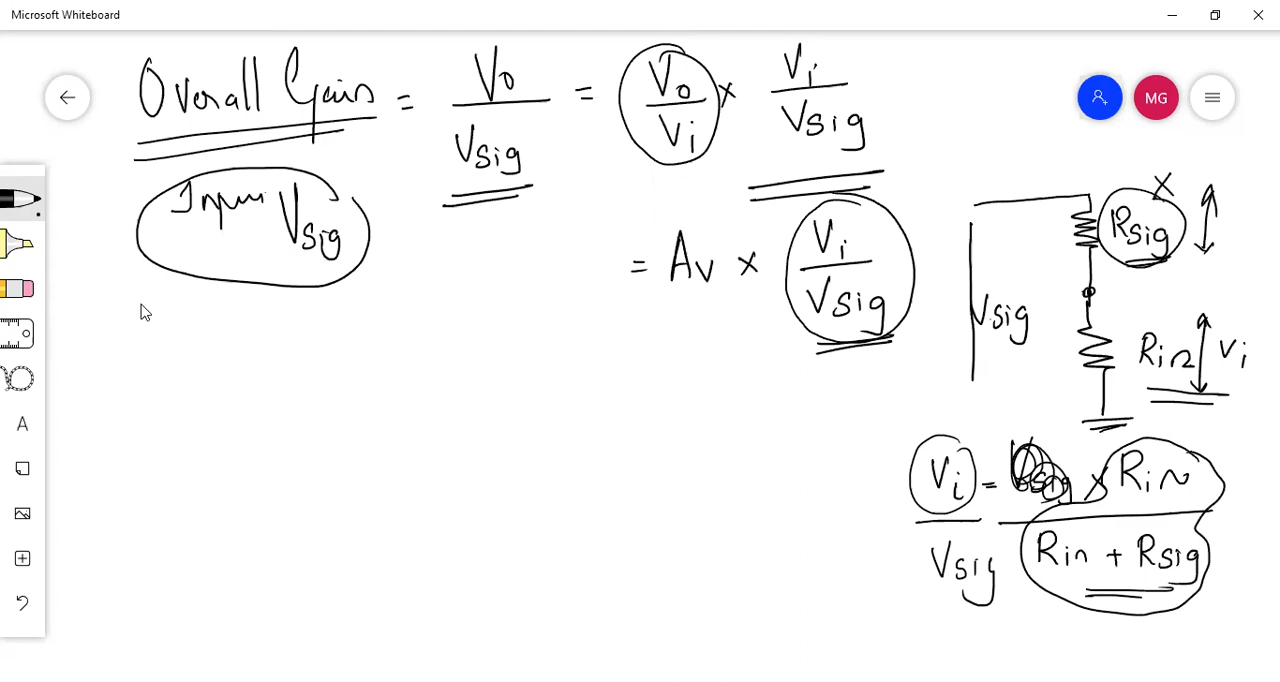 Microsoft Whiteboard
MG
A
Overall Gain = Vo / Vsig = Vo / Vi × Vi / Vsig
Input Vsig
= Av × Vi / Vsig
Vsig
Rsig
X
Rin
Vi
Vi / Vsig = × Rin / Rin + Rsig